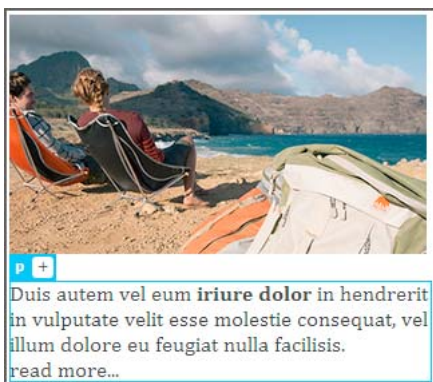 p +
Duis autem vel eum iriure dolor in hendrerit
in vulputate velit esse molestie consequat, vel
illum dolore eu feugiat nulla facilisis.
read more...